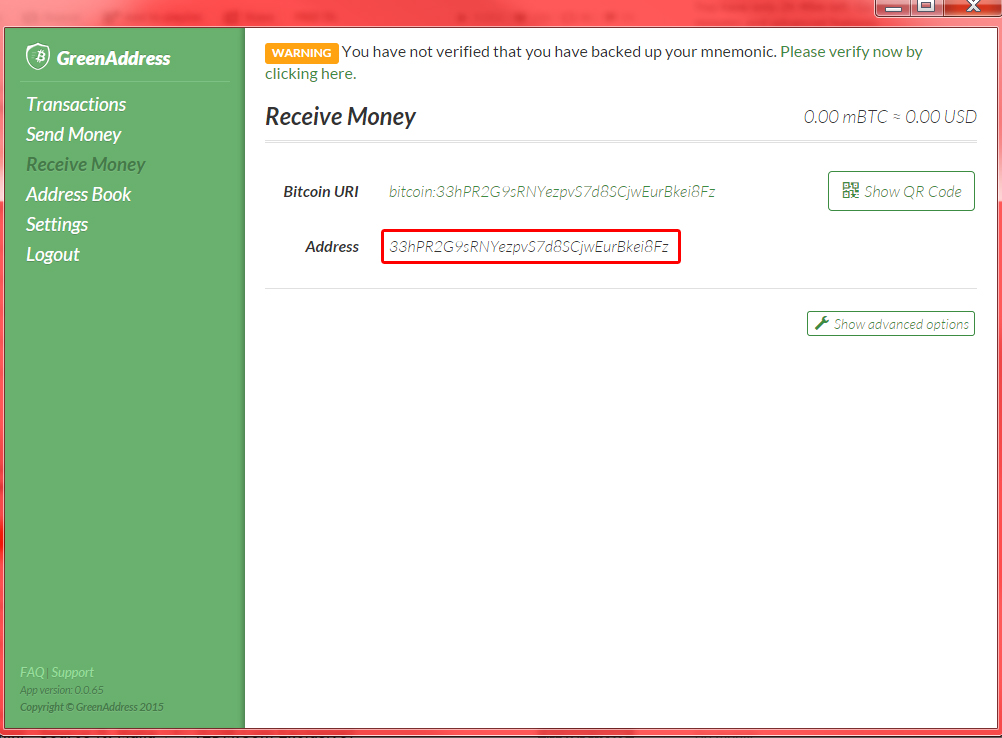 GreenAddress
Transactions
Send Money
Receive Money
Address Book
Settings
Logout
FAQ | Support
App version: 0.0.65
Copyright © GreenAddress 2015
WARNING You have not verified that you have backed up your mnemonic. Please verify now by
clicking here.
Receive Money 0.00 mBTC ≈ 0.00 USD
Bitcoin URI bitcoin:33hPR2G9sRNYezpvS7d8SCjwEurBkei8Fz Show QR Code
Address 33hPR2G9sRNYezpvS7d8SCjwEurBkei8Fz
Show advanced options